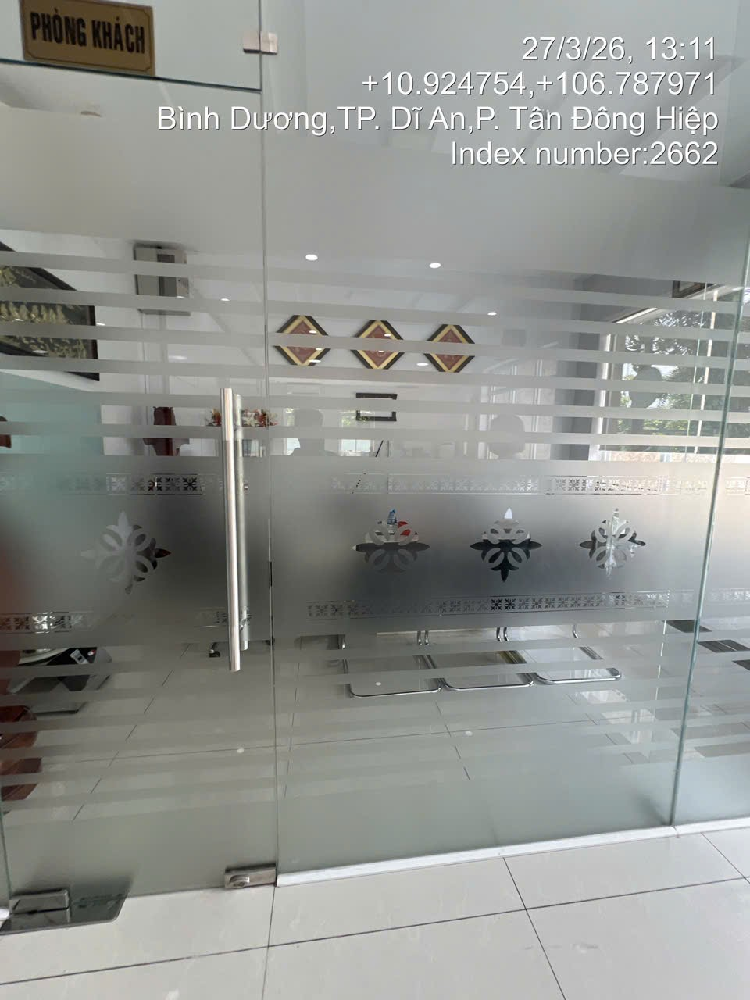 PHÒNG KHÁCH
27/3/26, 13:11
+10.924754,+106.787971
Bình Dương,TP. Dĩ An,P. Tân Đông Hiệp
Index number:2662